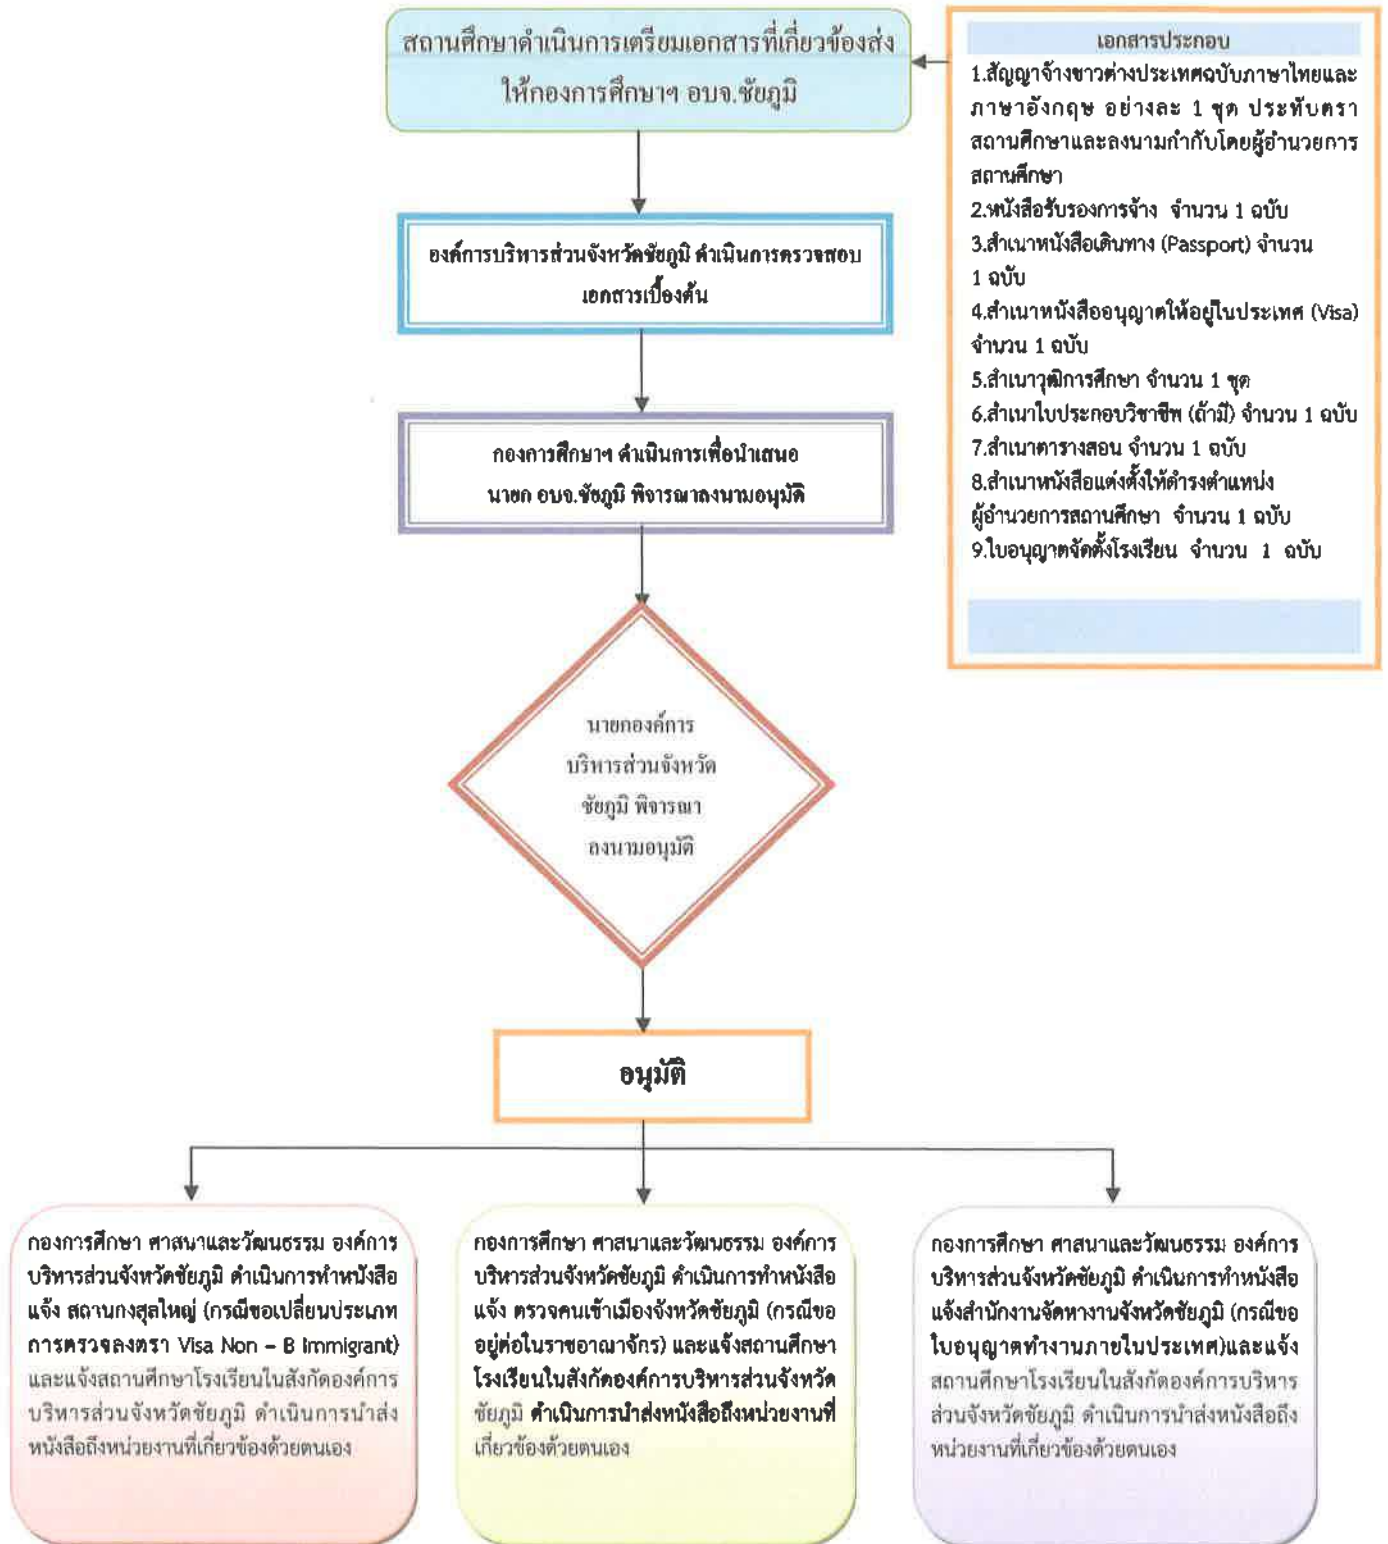 สถานศึกษาดำเนินการเตรียมเอกสารที่เกี่ยวข้องส่ง
ให้กองการศึกษาฯ อบจ.ชัยภูมิ
เอกสารประกอบ
1.สัญญาจ้างชาวต่างประเทศฉบับภาษาไทยและ
ภาษาอังกฤษ อย่างละ 1 ชุด ประทับตรา
สถานศึกษาและลงนามกำกับโดยผู้อำนวยการ
สถานศึกษา
2.หนังสือรับรองการจ้าง จำนวน 1 ฉบับ
3.สำเนาหนังสือเดินทาง (Passport) จำนวน
1 ฉบับ
4.สำเนาหนังสืออนุญาตให้อยู่ในประเทศ (Visa)
จำนวน 1 ฉบับ
5.สำเนาวุฒิการศึกษา จำนวน 1 ชุด
6.สำเนาใบประกอบวิชาชีพ (ถ้ามี) จำนวน 1 ฉบับ
7.สำเนาตารางสอน จำนวน 1 ฉบับ
8.สำเนาหนังสือแต่งตั้งให้ดำรงตำแหน่ง
ผู้อำนวยการสถานศึกษา จำนวน 1 ฉบับ
9.ใบอนุญาตจัดตั้งโรงเรียน จำนวน 1 ฉบับ
องค์การบริหารส่วนจังหวัดชัยภูมิ ดำเนินการตรวจสอบ
เอกสารเบื้องต้น
กองการศึกษาฯ ดำเนินการเพื่อนำเสนอ
นายก อบจ.ชัยภูมิ พิจารณาลงนามอนุมัติ
นายกองค์การ
บริหารส่วนจังหวัด
ชัยภูมิ พิจารณา
ลงนามอนุมัติ
อนุมัติ
กองการศึกษา ศาสนาและวัฒนธรรม องค์การ
บริหารส่วนจังหวัดชัยภูมิ ดำเนินการทำหนังสือ
แจ้ง สถานกงสุลใหญ่ (กรณีขอเปลี่ยนประเภท
การตรวจลงตรา Visa Non – B Immigrant)
และแจ้งสถานศึกษาโรงเรียนในสังกัดองค์การ
บริหารส่วนจังหวัดชัยภูมิ ดำเนินการนำส่ง
หนังสือถึงหน่วยงานที่เกี่ยวข้องด้วยตนเอง
กองการศึกษา ศาสนาและวัฒนธรรม องค์การ
บริหารส่วนจังหวัดชัยภูมิ ดำเนินการทำหนังสือ
แจ้ง ตรวจคนเข้าเมืองจังหวัดชัยภูมิ (กรณีขอ
อยู่ต่อในราชอาณาจักร) และแจ้งสถานศึกษา
โรงเรียนในสังกัดองค์การบริหารส่วนจังหวัด
ชัยภูมิ ดำเนินการนำส่งหนังสือถึงหน่วยงานที่
เกี่ยวข้องด้วยตนเอง
กองการศึกษา ศาสนาและวัฒนธรรม องค์การ
บริหารส่วนจังหวัดชัยภูมิ ดำเนินการทำหนังสือ
แจ้งสำนักงานจัดหางานจังหวัดชัยภูมิ (กรณีขอ
ใบอนุญาตทำงานภายในประเทศ)และแจ้ง
สถานศึกษาโรงเรียนในสังกัดองค์การบริหาร
ส่วนจังหวัดชัยภูมิ ดำเนินการนำส่งหนังสือถึง
หน่วยงานที่เกี่ยวข้องด้วยตนเอง